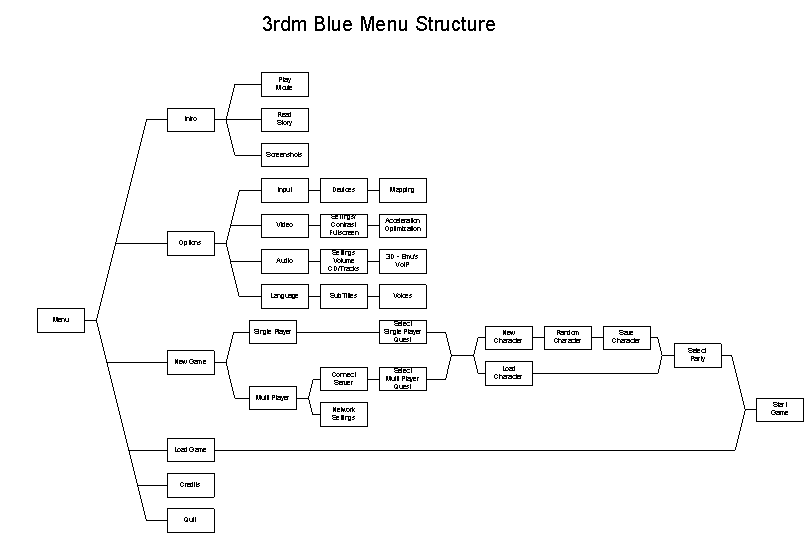 3rdm Blue Menu Structure
Play
Movie
Intro
Read
Story
Screenshots
Input
Devices
Mapping
Video
Settings/
Contrast
Fullscreen
Acceleration
Optimization
Options
Audio
Settings
Volume
CD/Tracks
3D - Emu's
VoIP
Language
SubTitles
Voices
Menu
Single Player
Select
Single Player
Quest
New
Character
Random
Character
Save
Character
New Game
Select
Party
Load
Character
Multi Player
Connect
Server
Select
Multi Player
Quest
Network
Settings
Start
Game
Load Game
Credits
Quit